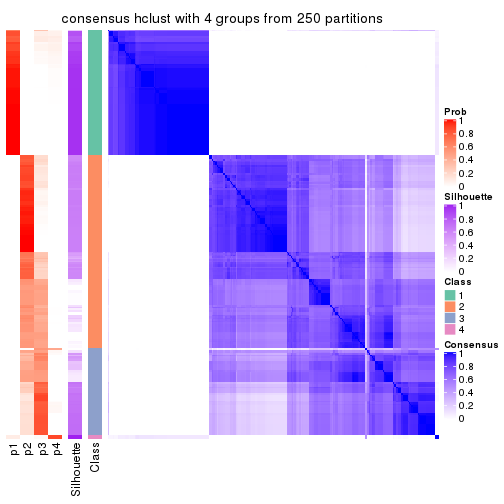 consensus hclust with 4 groups from 250 partitions
Prob
1
0.8
0.6
0.4
0.2
0
Silhouette
1
0.8
0.6
0.4
0.2
0
Class
1
2
3
4
Consensus
1
0.8
0.6
0.4
0.2
0
p1
p2
p3
p4
Silhouette
Class